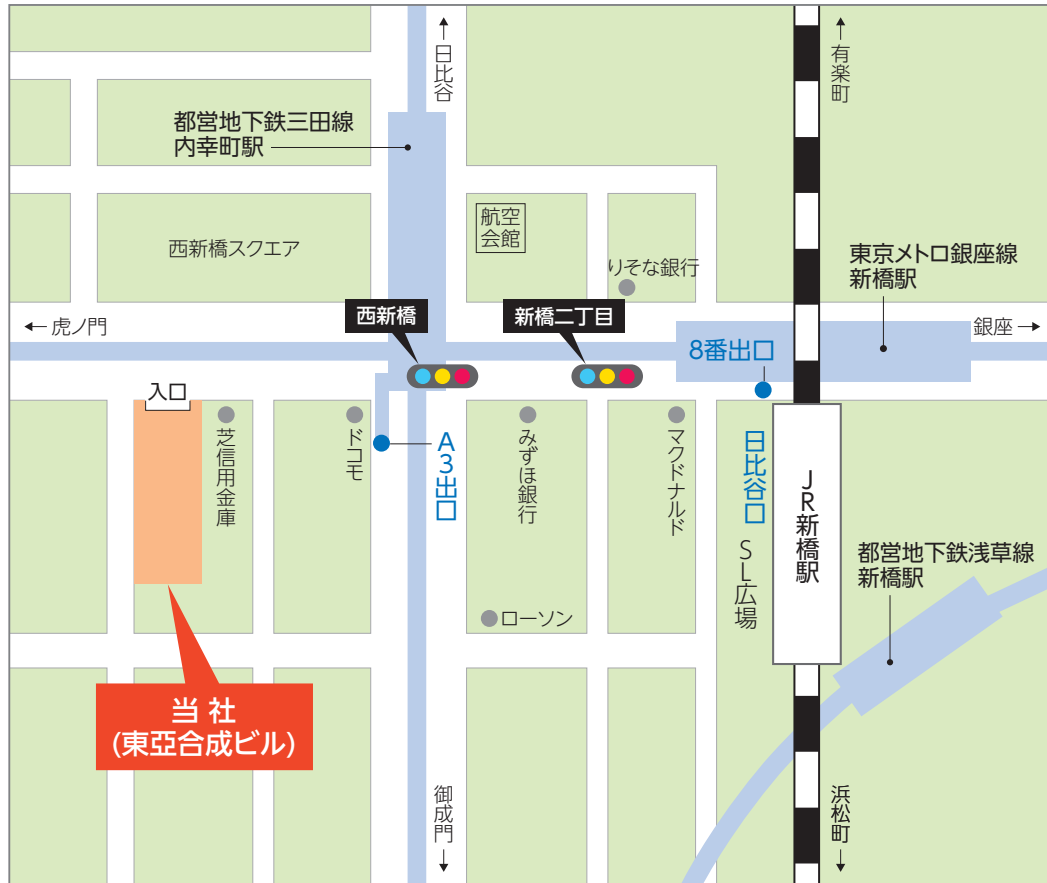 ↑
日比谷
↑
有楽町
都営地下鉄三田線
内幸町駅
西新橋スクエア
航空
会館
りそな銀行
東京メトロ銀座線
新橋駅
西新橋
新橋二丁目
← 虎ノ門
銀座 →
8番出口
入口
芝信用金庫
ドコモ
A3出口
みずほ銀行
マクドナルド
日比谷口
SL広場
JR新橋駅
都営地下鉄浅草線
新橋駅
ローソン
当社
(東亞合成ビル)
御成門
↓
浜松町
↓